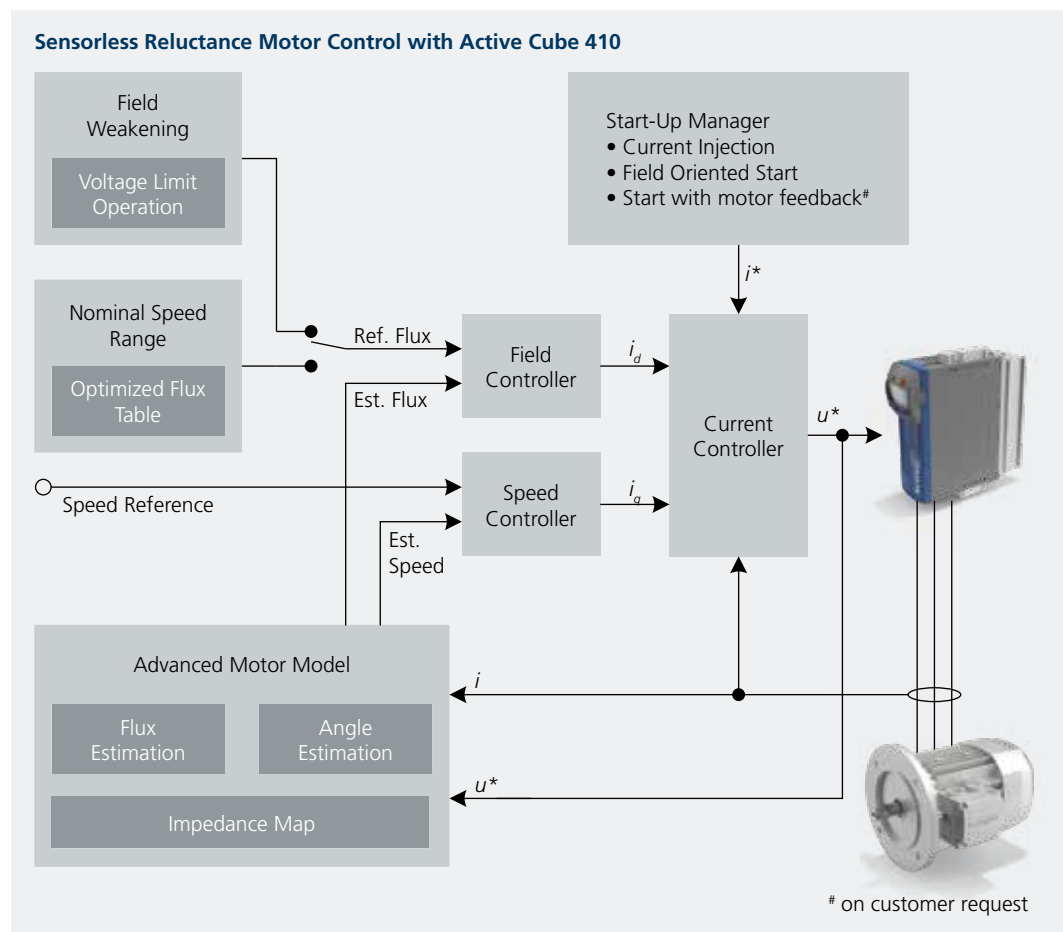 Sensorless Reluctance Motor Control with Active Cube 410
Field
Weakening
Voltage Limit
Operation
Start-Up Manager
• Current Injection
• Field Oriented Start
• Start with motor feedback#
i*
Nominal Speed
Range
Optimized Flux
Table
Ref. Flux
Est. Flux
Field
Controller
i_d
Current
Controller
u*
Speed Reference
Est.
Speed
Speed
Controller
i_q
Advanced Motor Model
Flux
Estimation
Angle
Estimation
Impedance Map
i
u*
# on customer request